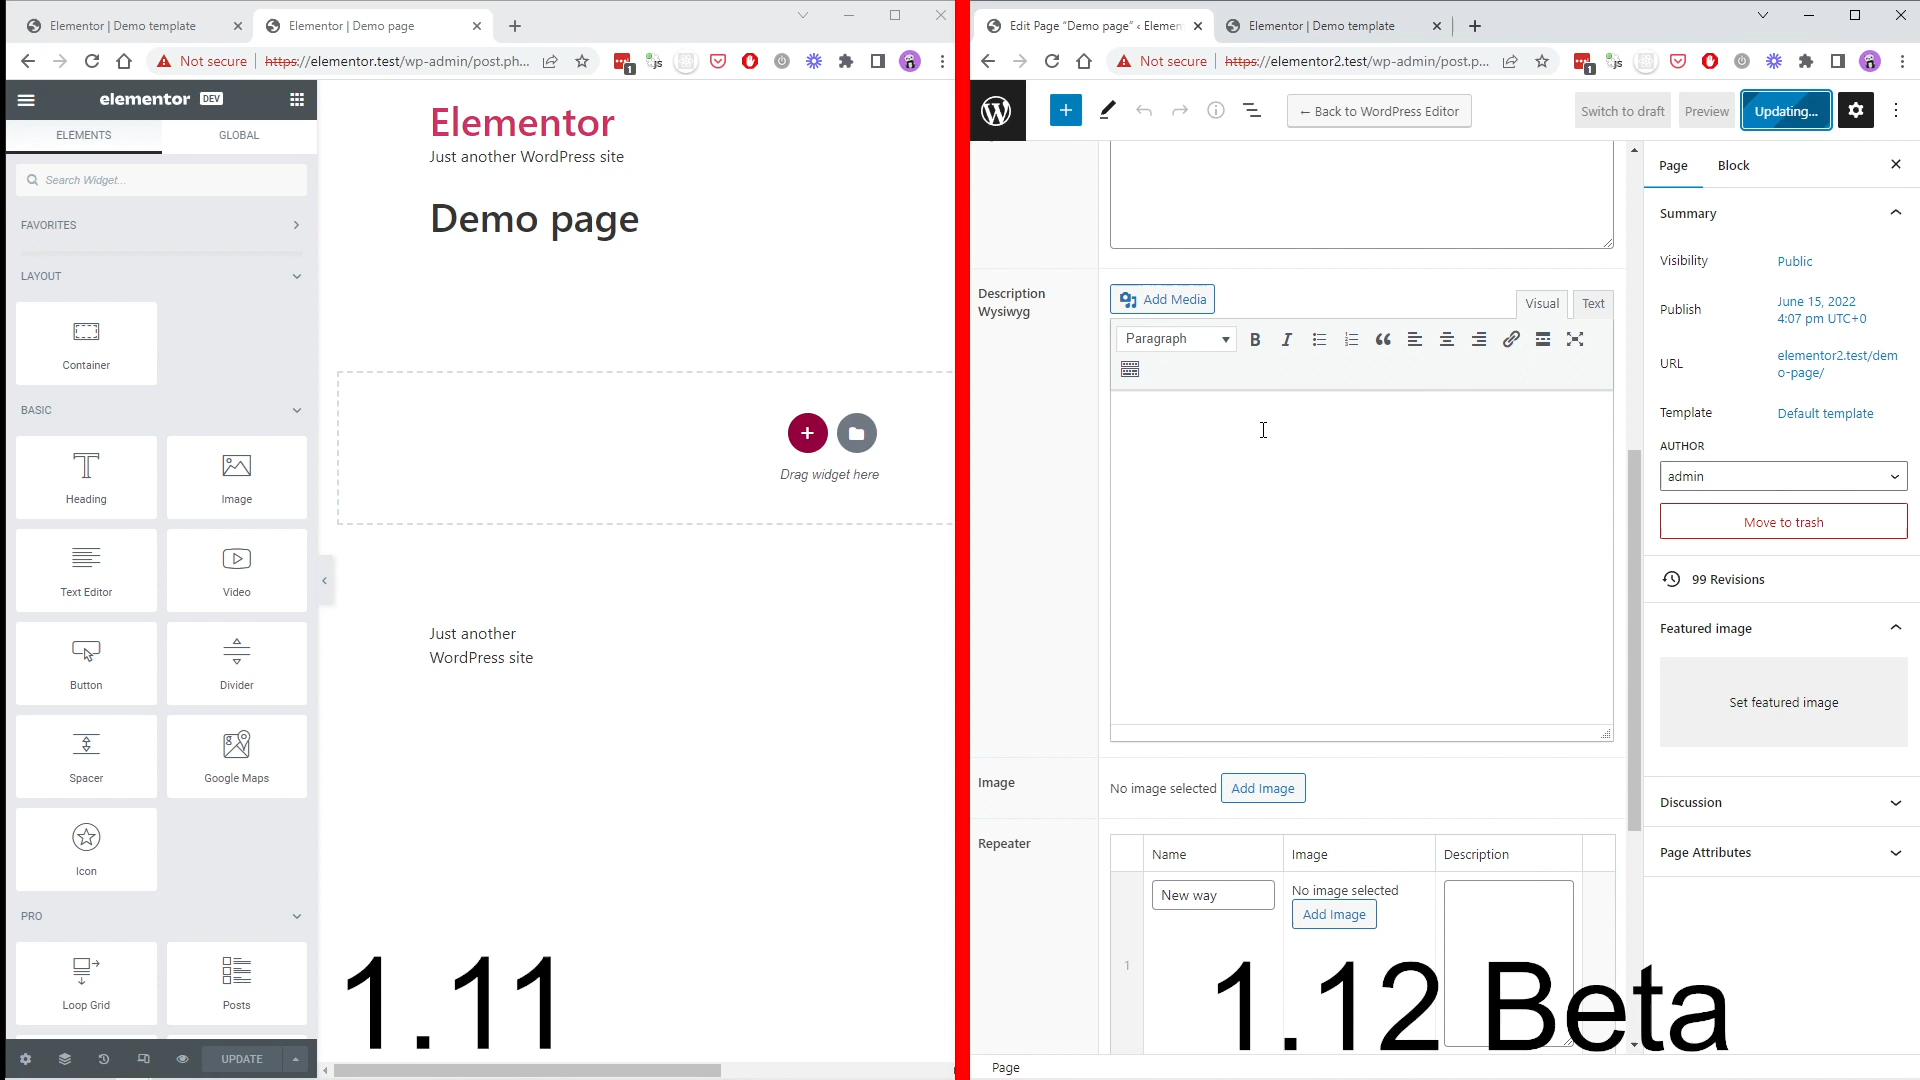 Elementor | Demo template
Elementor | Demo page
Not secure
https://elementor.test/wp-admin/post.ph...
1
JS
elementor DEV
ELEMENTS
GLOBAL
Search Widget...
FAVORITES
LAYOUT
Container
BASIC
Heading
Image
Text Editor
Video
Button
Divider
Spacer
Google Maps
Icon
PRO
Loop Grid
Posts
UPDATE
Elementor
Just another WordPress site
Demo page
Drag widget here
Just another
WordPress site
1.11
Edit Page “Demo page” ‹ Elemen
Elementor | Demo template
Not secure
https://elementor2.test/wp-admin/post.p...
1
JS
← Back to WordPress Editor
Switch to draft
Preview
Updating...
Description
Wysiwyg
Add Media
Visual
Text
Paragraph
Image
No image selected
Add Image
Repeater
Name
Image
Description
New way
No image selected
Add Image
1
Page
Page
Block
Summary
Visibility
Public
Publish
June 15, 2022
4:07 pm UTC+0
URL
elementor2.test/dem
o-page/
Template
Default template
AUTHOR
admin
Move to trash
99 Revisions
Featured image
Set featured image
Discussion
Page Attributes
1.12 Beta